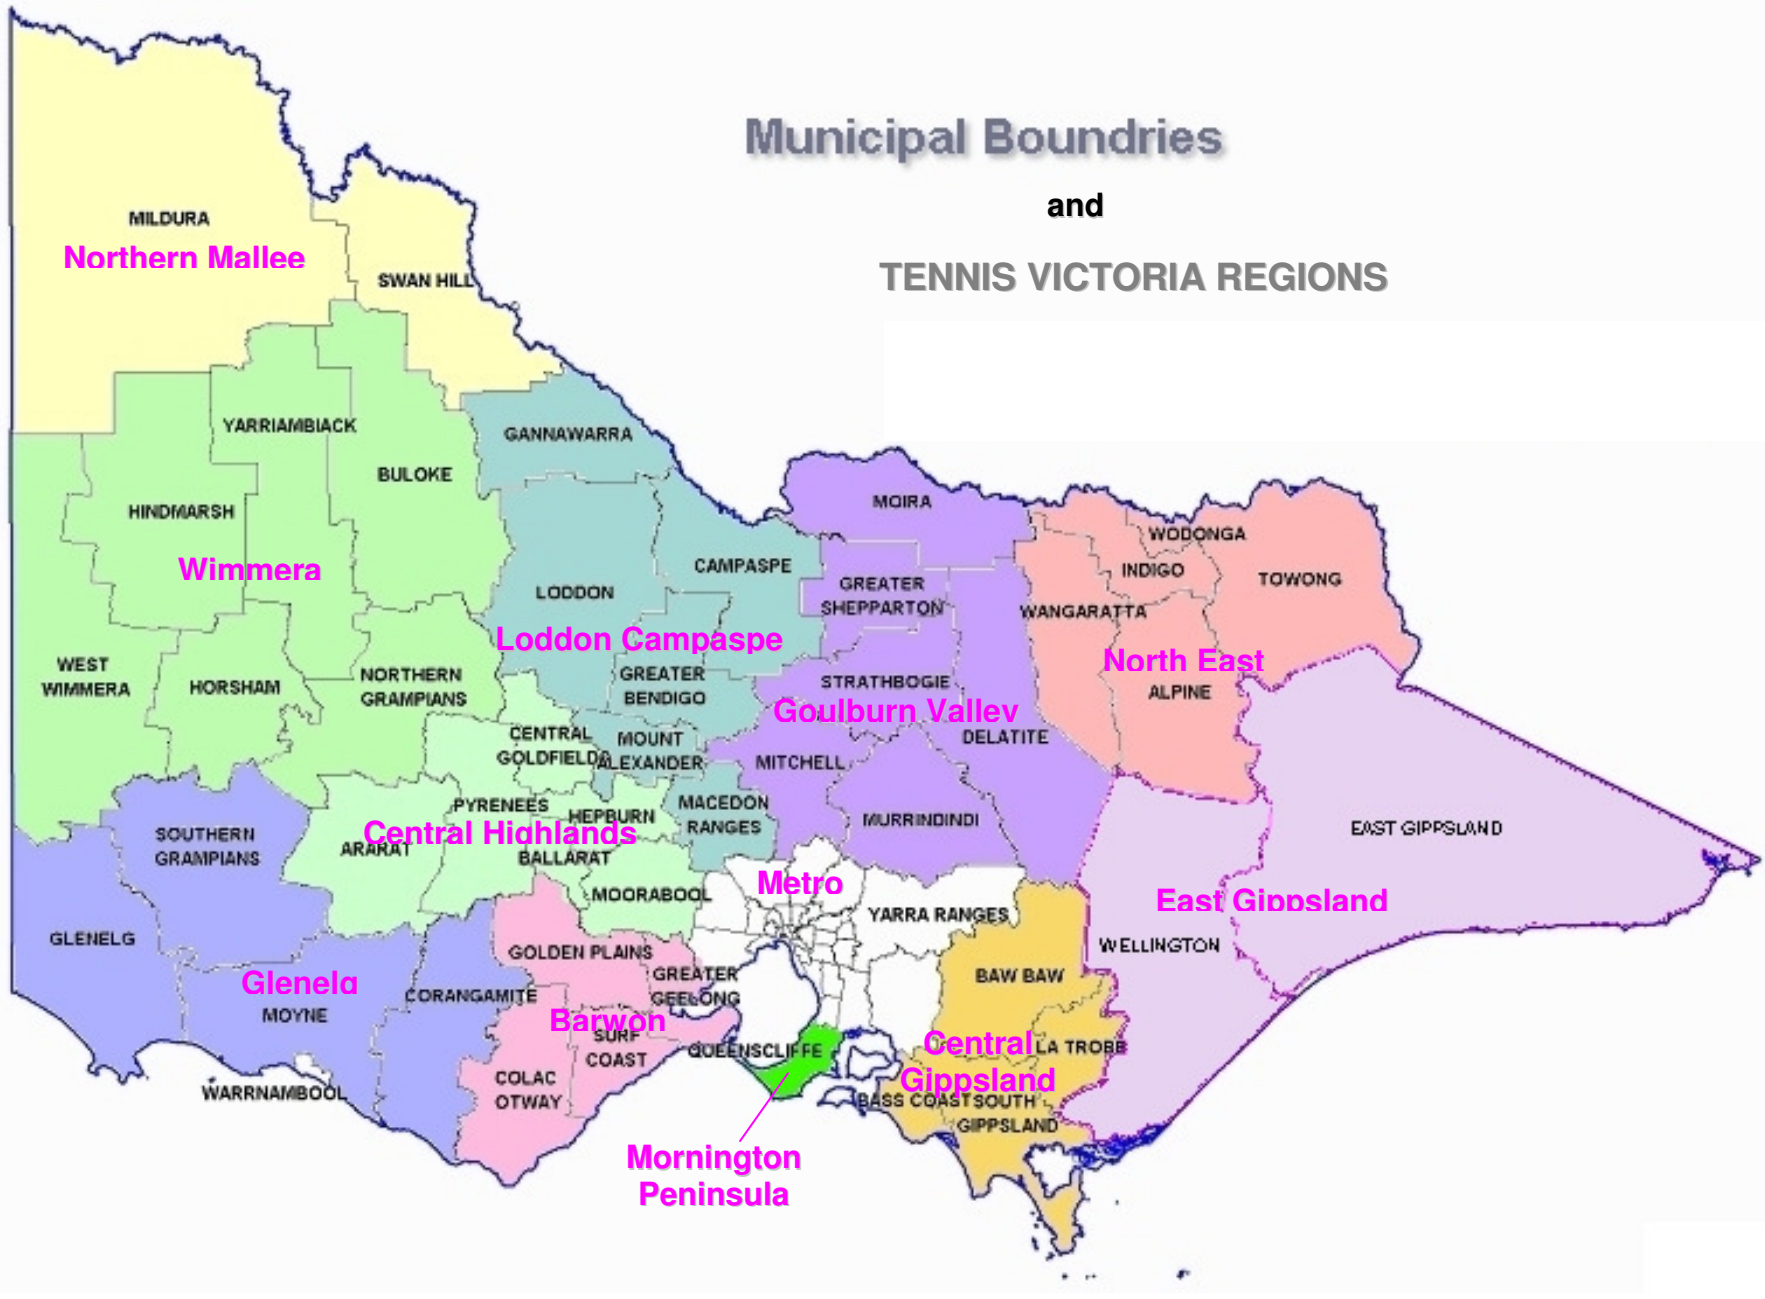 Municipal Boundries
and
TENNIS VICTORIA REGIONS
MILDURA
Northern Mallee
SWAN HILL
YARRIAMBIACK
GANNAWARRA
BULOKE
HINDMARSH
MOIRA
WODONGA
INDIGO
TOWONG
CAMPASPE
Wimmera
LODDON
GREATER
SHEPPARTON
WANGARATTA
Loddon Campaspe
North East
WEST
WIMMERA
HORSHAM
NORTHERN
GRAMPIANS
GREATER
BENDIGO
STRATHBOGIE
ALPINE
Goulburn Valley
DELATITE
CENTRAL
GOLDFIELDS
MOUNT
ALEXANDER
MITCHELL
PYRENEES
HEPBURN
MACEDON
RANGES
MURRINDINDI
EAST GIPPSLAND
SOUTHERN
GRAMPIANS
Central Highlands
ARARAT
BALLARAT
Metro
MOORABOOL
YARRA RANGES
East Gippsland
GLENELG
WELLINGTON
GOLDEN PLAINS
GREATER
GEELONG
BAW BAW
Glenelg
MOYNE
CORANGAMITE
Barwon
SURF
COAST
QUEENSCLIFFE
Central
Gippsland
LA TROBE
WARRNAMBOOL
COLAC
OTWAY
BASS COAST
SOUTH
GIPPSLAND
Mornington
Peninsula